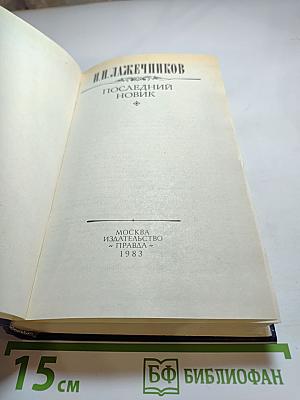 И.И.ЛАЖЕЧНИКОВ
ПОСЛЕДНИЙ
НОВИК
МОСКВА
ИЗДАТЕЛЬСТВО
~ПРАВДА~
1983
15 см
БФ БИБЛИОФАН